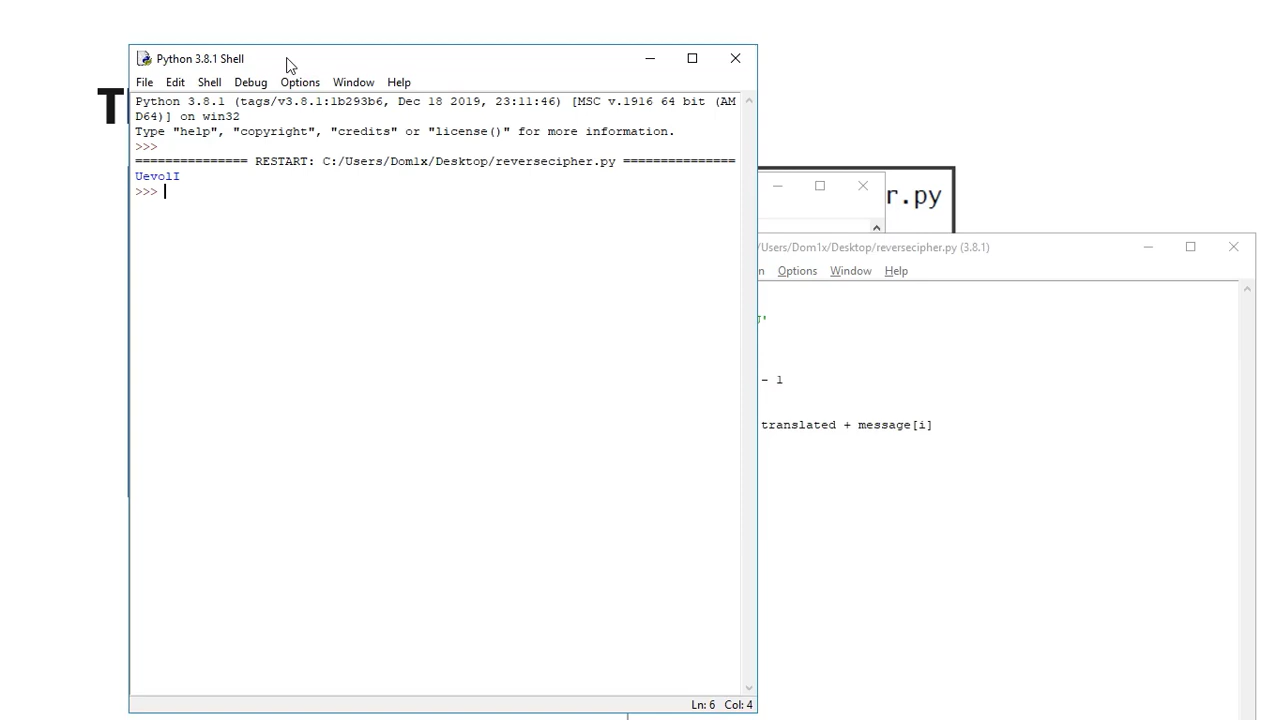 Python 3.8.1 Shell
File Edit Shell Debug Options Window Help
Python 3.8.1 (tags/v3.8.1:1b293b6, Dec 18 2019, 23:11:46) [MSC v.1916 64 bit (AM
D64)] on win32
Type "help", "copyright", "credits" or "license()" for more information.
>>>
=============== RESTART: C:/Users/Dom1x/Desktop/reversecipher.py ===============
UevolI
>>>
Ln: 6 Col: 4
r.py
/Users/Dom1x/Desktop/reversecipher.py (3.8.1)
n Options Window Help
U'
- 1
translated + message[i]